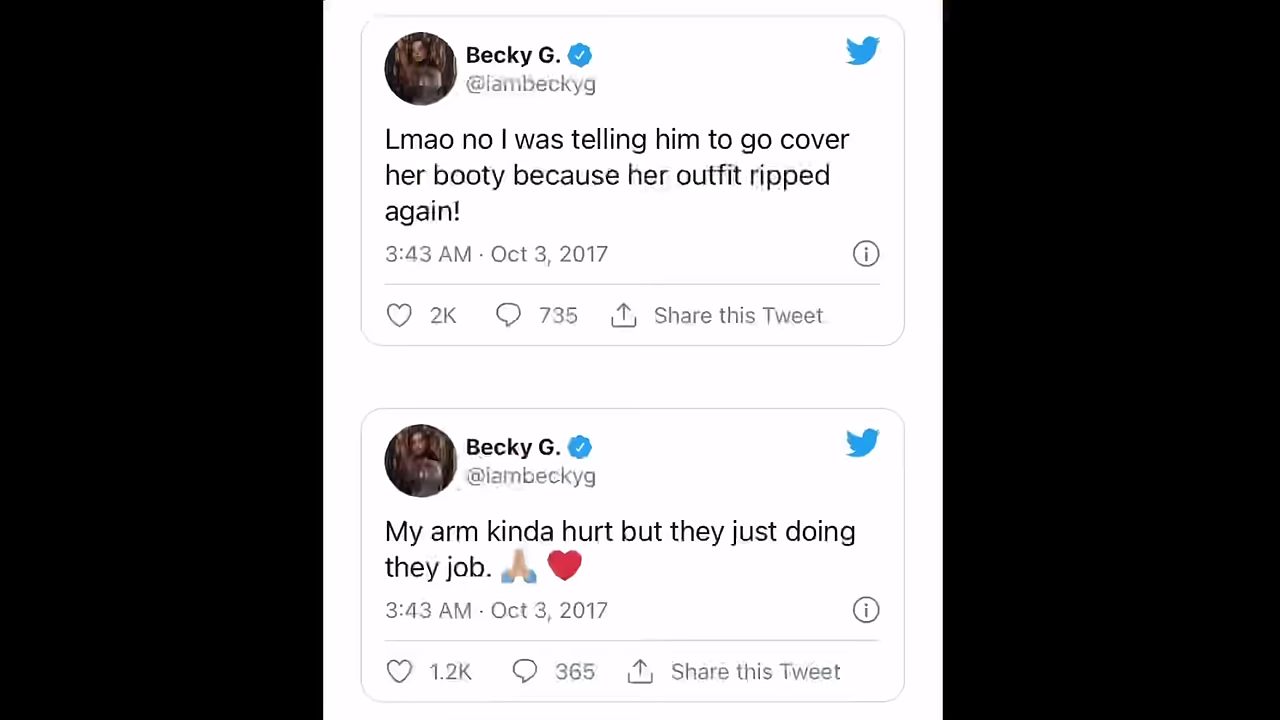 Becky G.
@iambeckyg
Lmao no I was telling him to go cover
her booty because her outfit ripped
again!
3:43 AM · Oct 3, 2017
2K 735 Share this Tweet
Becky G.
@iambeckyg
My arm kinda hurt but they just doing
they job. 🙏🏼 ❤️
3:43 AM · Oct 3, 2017
1.2K 365 Share this Tweet